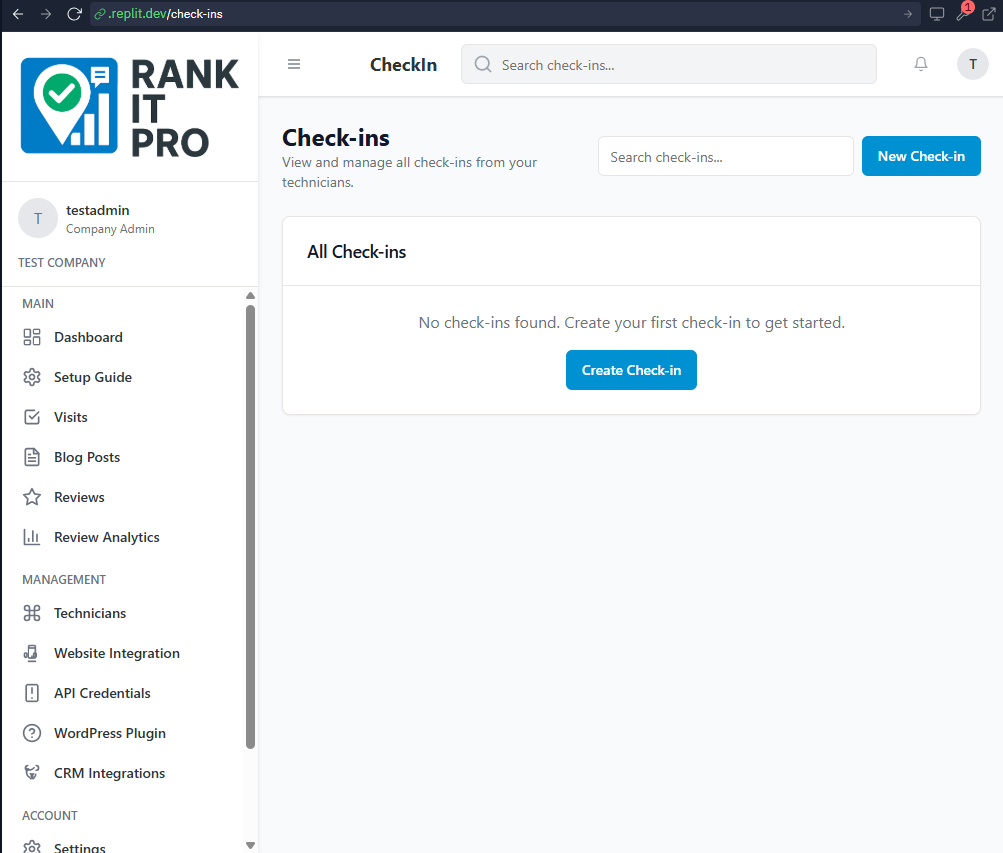 .replit.dev/check-ins
1
RANK
IT
PRO
CheckIn
Search check-ins...
T
Check-ins
View and manage all check-ins from your
technicians.
Search check-ins...
New Check-in
T
testadmin
Company Admin
TEST COMPANY
All Check-ins
No check-ins found. Create your first check-in to get started.
Create Check-in
MAIN
Dashboard
Setup Guide
Visits
Blog Posts
Reviews
Review Analytics
MANAGEMENT
Technicians
Website Integration
API Credentials
WordPress Plugin
CRM Integrations
ACCOUNT
Settings